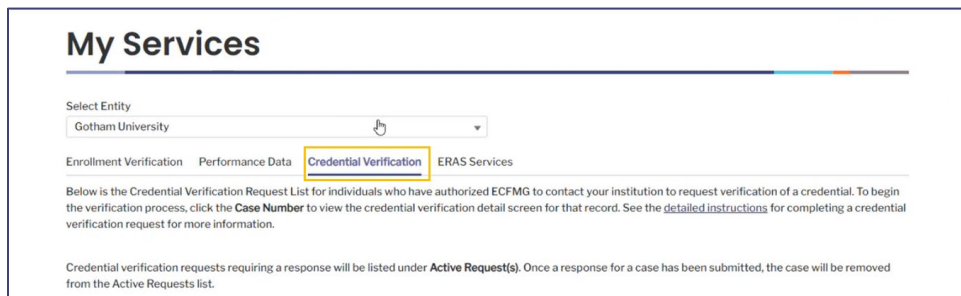 My Services
Select Entity
Gotham University
Enrollment Verification Performance Data Credential Verification ERAS Services
Below is the Credential Verification Request List for individuals who have authorized ECFMG to contact your institution to request verification of a credential. To begin
the verification process, click the Case Number to view the credential verification detail screen for that record. See the detailed instructions for completing a credential
verification request for more information.
Credential verification requests requiring a response will be listed under Active Request(s). Once a response for a case has been submitted, the case will be removed
from the Active Requests list.